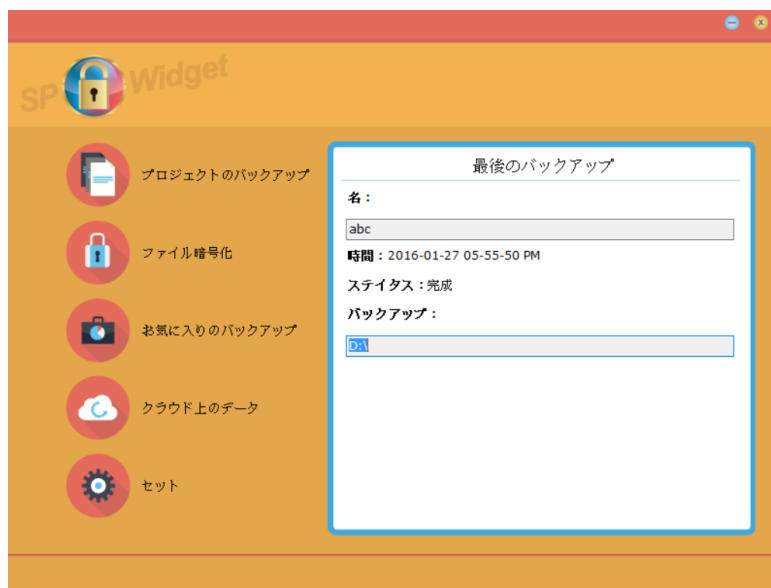 SP Widget
プロジェクトのバックアップ
ファイル暗号化
お気に入りのバックアップ
クラウド上のデータ
セット
最後のバックアップ
名：
abc
時間：2016-01-27 05-55-50 PM
ステイタス：完成
バックアップ：
D:\